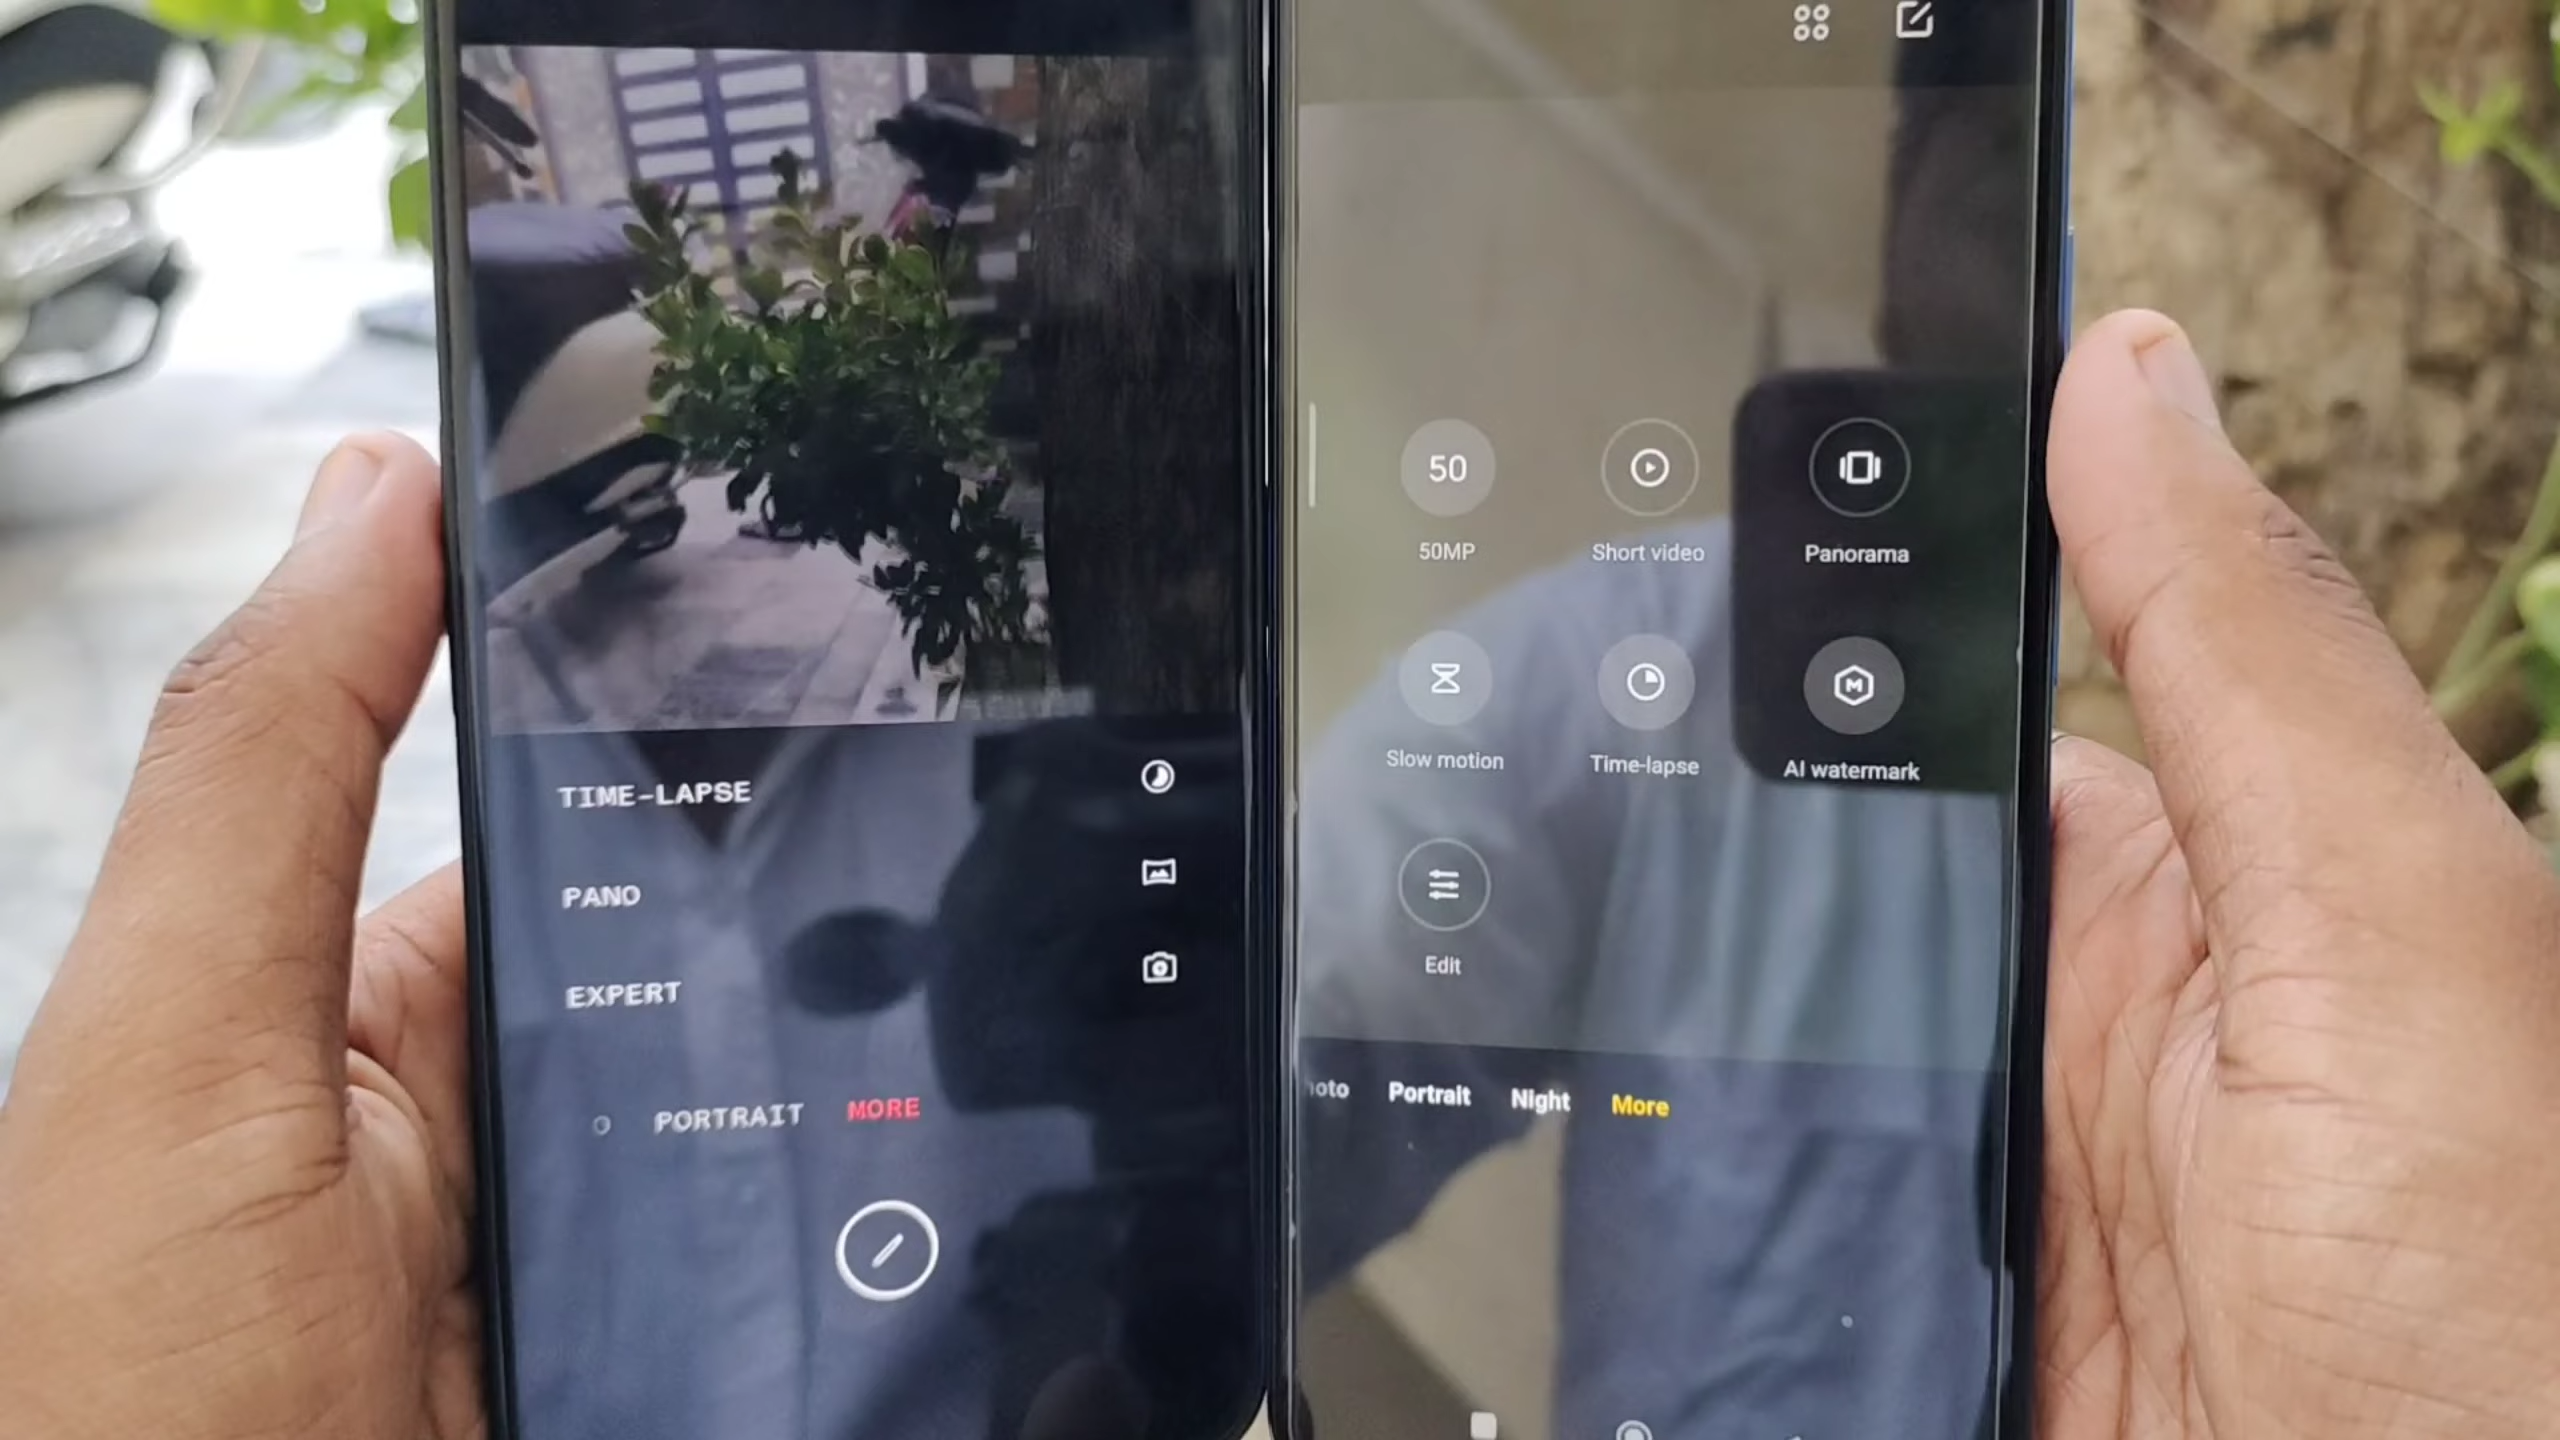 TIME-LAPSE
PANO
EXPERT
O PORTRAIT MORE
50
50MP Short video Panorama
M
Slow motion Time-lapse AI watermark
Edit
hoto Portrait Night More